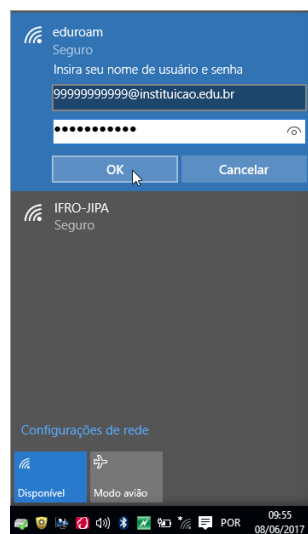 eduroam
Seguro
Insira seu nome de usuário e senha
99999999999@instituicao.edu.br
OK
Cancelar
IFRO-JIPA
Seguro
Configurações de rede
Disponível
Modo avião
POR
09:55
08/06/2017